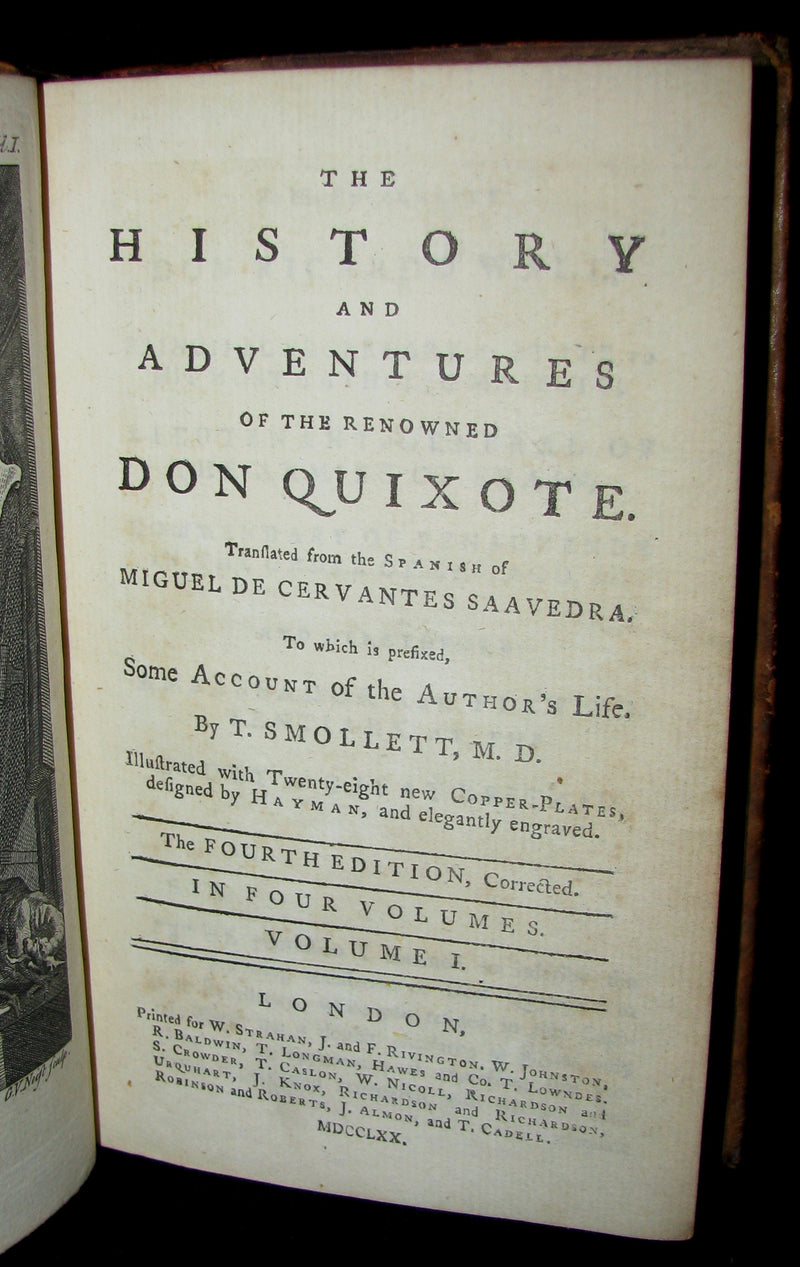 l.I.
THE
HISTORY
AND
ADVENTURES
OF THE RENOWNED
DON QUIXOTE.
Tranſlated from the SPANISH of
MIGUEL DE CERVANTES SAAVEDRA.
To which is prefixed,
Some ACCOUNT of the AUTHOR's Life.
By T. SMOLLETT, M. D.
Illuſtrated with Twenty-eight new COPPER-PLATES,
deſigned by HAYMAN, and elegantly engraved.
The FOURTH EDITION, Corrected.
IN FOUR VOLUMES.
VOLUME I.
LONDON,
Printed for W. STRAHAN, J. and F. RIVINGTON. W. JOHNSTON,
R. BALDWIN, T. LONGMAN, HAWES and Co. T. LOWNDES.
S. CROWDER, T. CASLON, W. NICOLL, RICHARDSON and
URQUHART, J. KNOX, RICHARDSON and RICHARDSON,
ROBINSON and ROBERTS, J. ALMON, and T. CADELL.
MDCCLXX.
G.V. Neiſt Sculp.